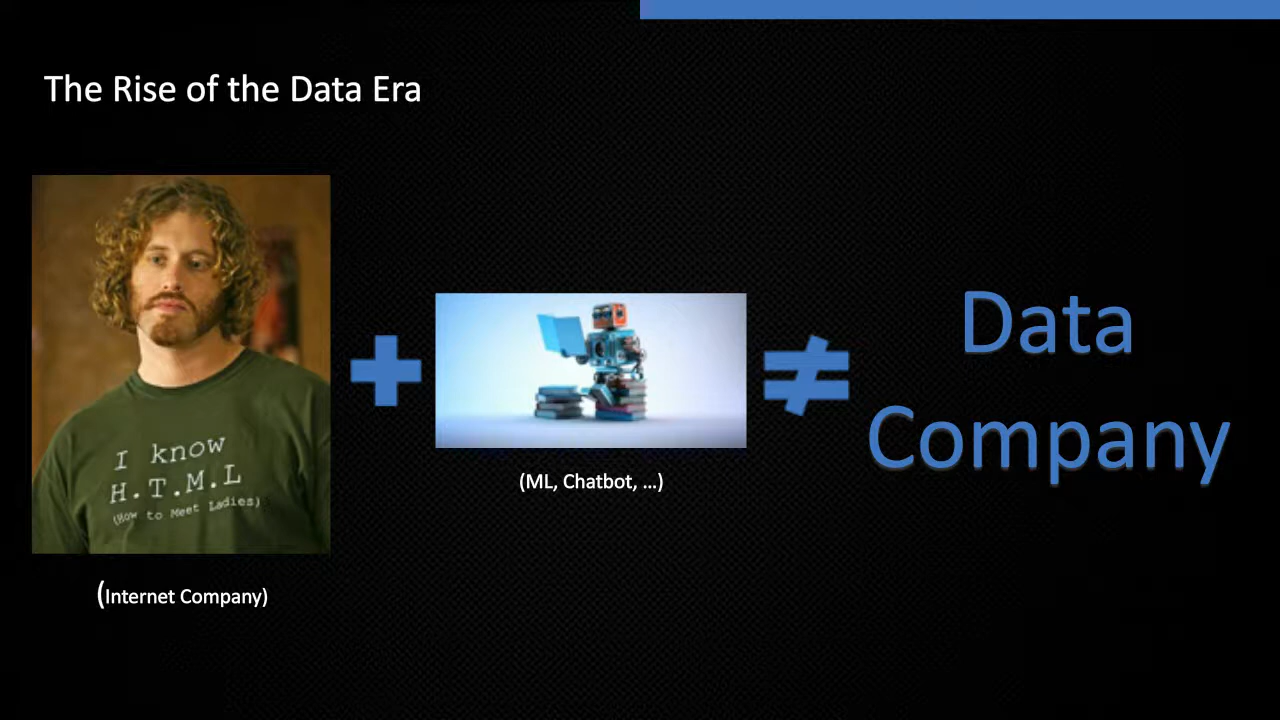 The Rise of the Data Era
I know
H.T.M.L
(How to Meet Ladies)
(Internet Company)
(ML, Chatbot, ...)
Data
Company